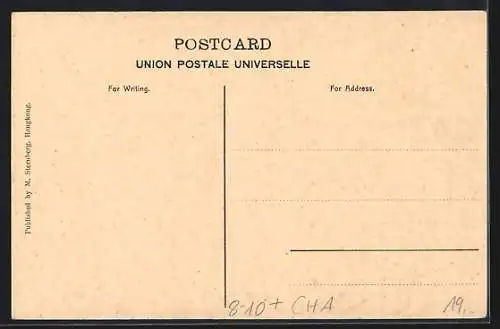 POSTCARD
UNION POSTALE UNIVERSELLE
For Writing.
For Address.
Published by M. Sternberg, Hongkong.
8-10+ CHA
19,-